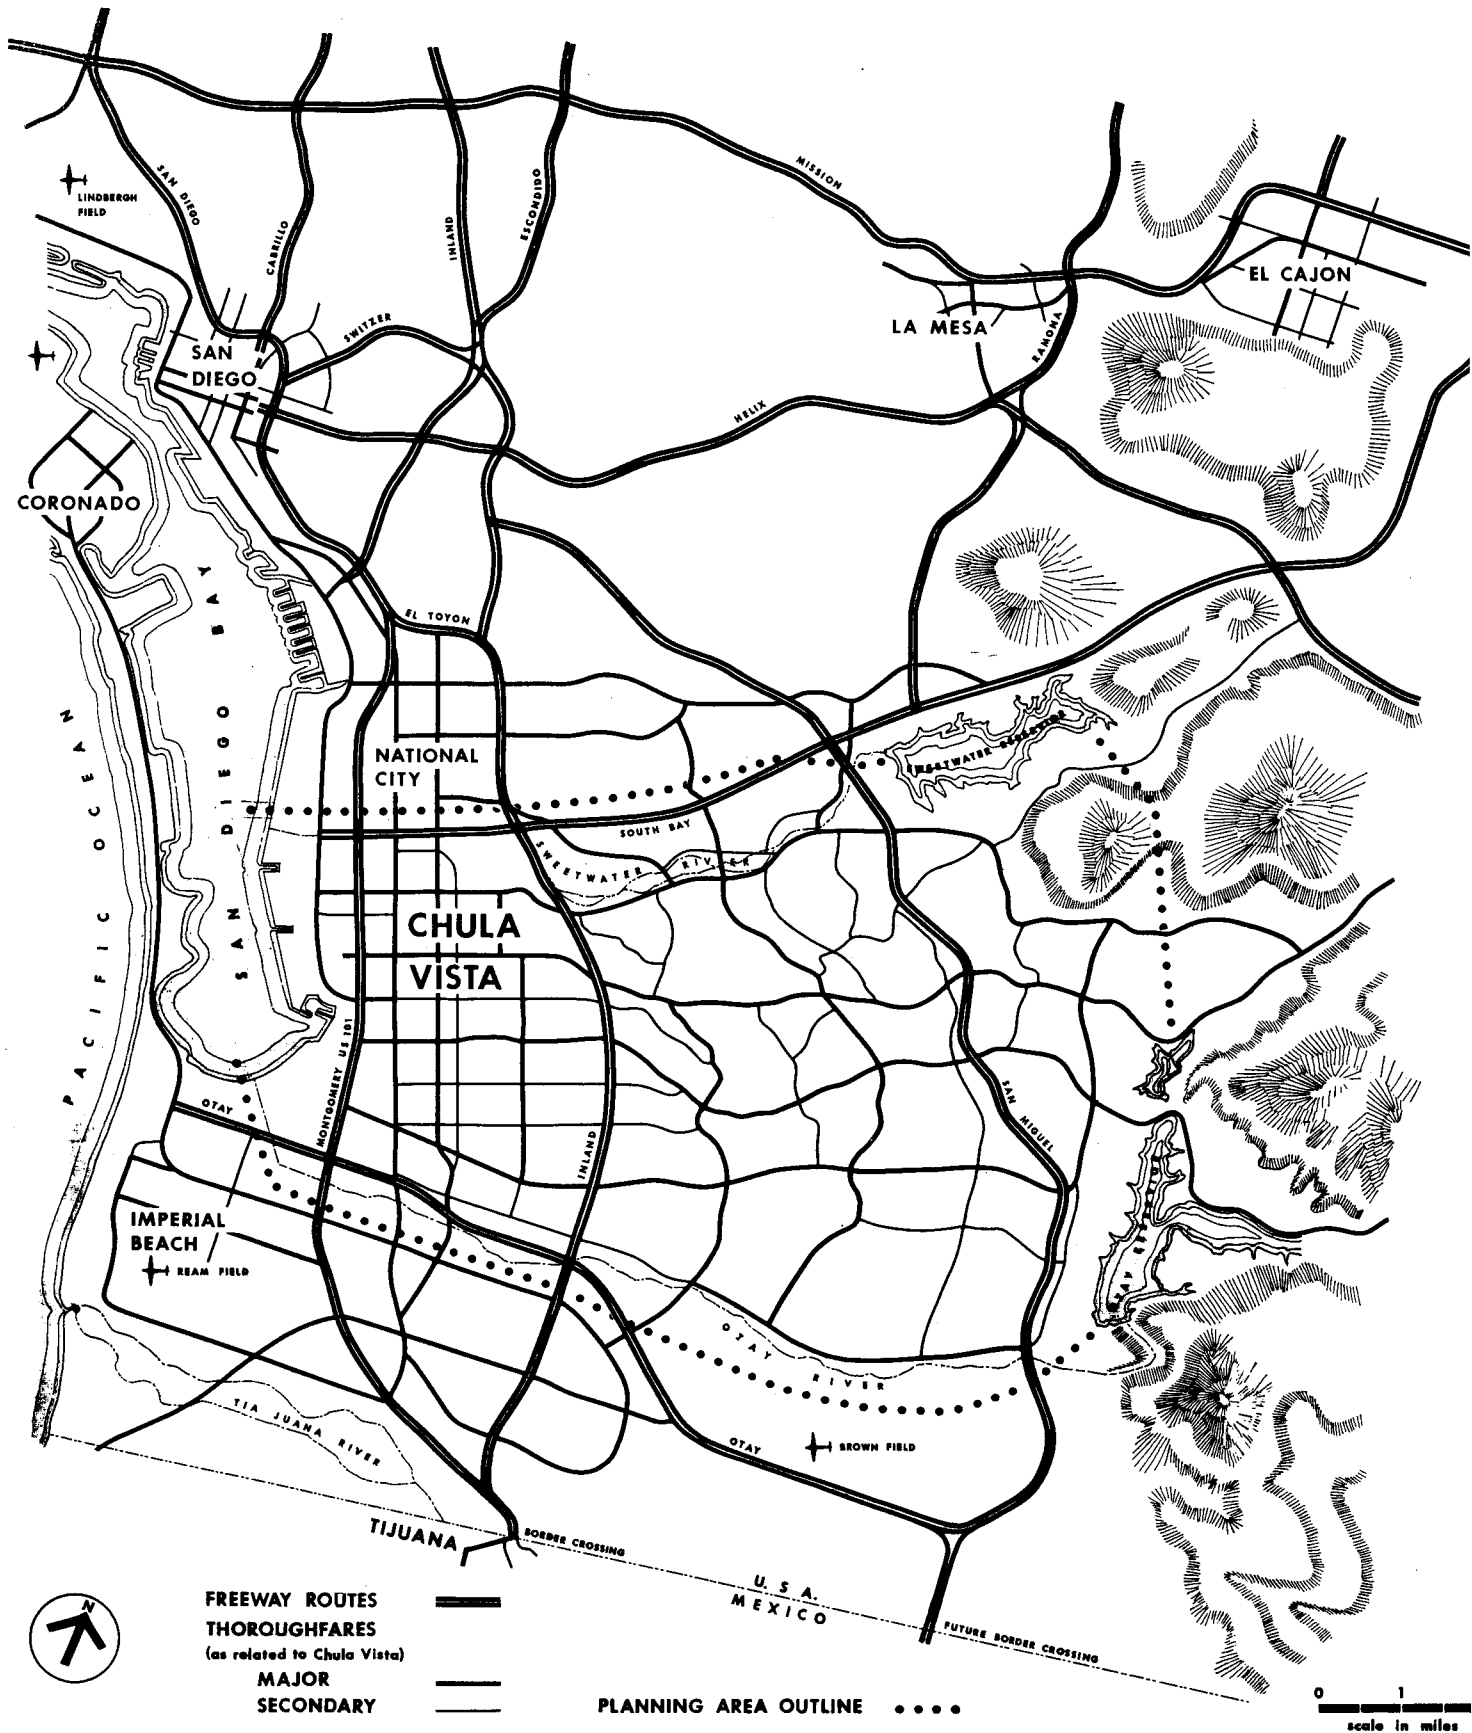 MISSION
SAN DIEGO
LINDBERGH
FIELD
CABRILLO
INLAND
ESCONDIDO
EL CAJON
LA MESA
RAMONA
SWITZER
SAN
DIEGO
HELIX
CORONADO
SAN DIEGO BAY
PACIFIC OCEAN
EL TOYON
NATIONAL
CITY
SWEETWATER RESERVOIR
SOUTH BAY
SWEETWATER RIVER
CHULA
VISTA
MONTGOMERY US 101
OTAY
INLAND
SAN MIGUEL
IMPERIAL
BEACH
REAM FIELD
OTAY
OTAY RIVER
TIA JUANA RIVER
OTAY
BROWN FIELD
TIJUANA
BORDER CROSSING
U. S. A.
MEXICO
FUTURE BORDER CROSSING
N
FREEWAY ROUTES
THOROUGHFARES
(as related to Chula Vista)
MAJOR
SECONDARY
PLANNING AREA OUTLINE
0 1
scale in miles